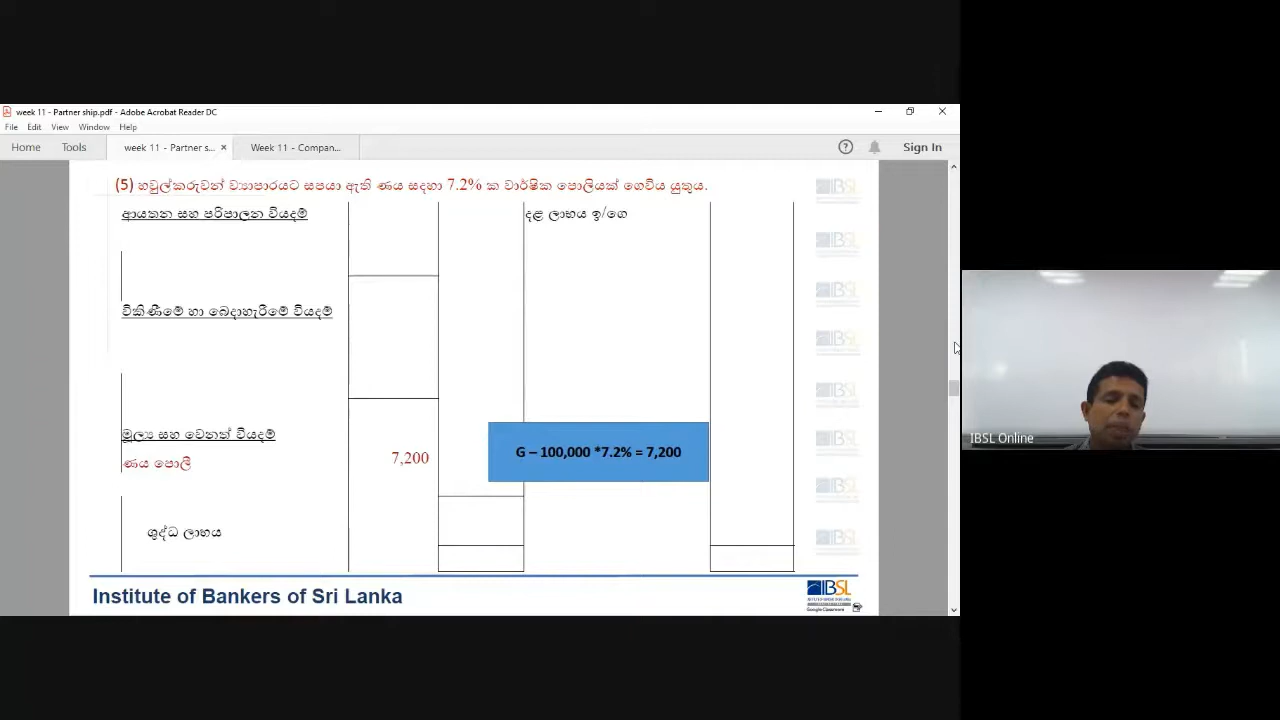 week 11 - Partner ship.pdf - Adobe Acrobat Reader DC
File Edit View Window Help
Home Tools week 11 - Partner s... × Week 11 - Compan... Sign In
(5) හවුල්කරුවන් ව්‍යාපාරයට සපයා ඇති ණය සදහා 7.2% ක වාර්ෂික පොලියක් ගෙවිය යුතුය.
ආයතන සහ පරිපාලන වියදම්
දළ ලාභය ඉ/ගෙ
විකිණීමේ හා බෙදාහැරීමේ වියදම්
මූල්‍ය සහ වෙනත් වියදම්
ණය පොලී 7,200
G – 100,000 *7.2% = 7,200
ශුද්ධ ලාභය
Institute of Bankers of Sri Lanka
IBSL
Google Classroom
IBSL Online